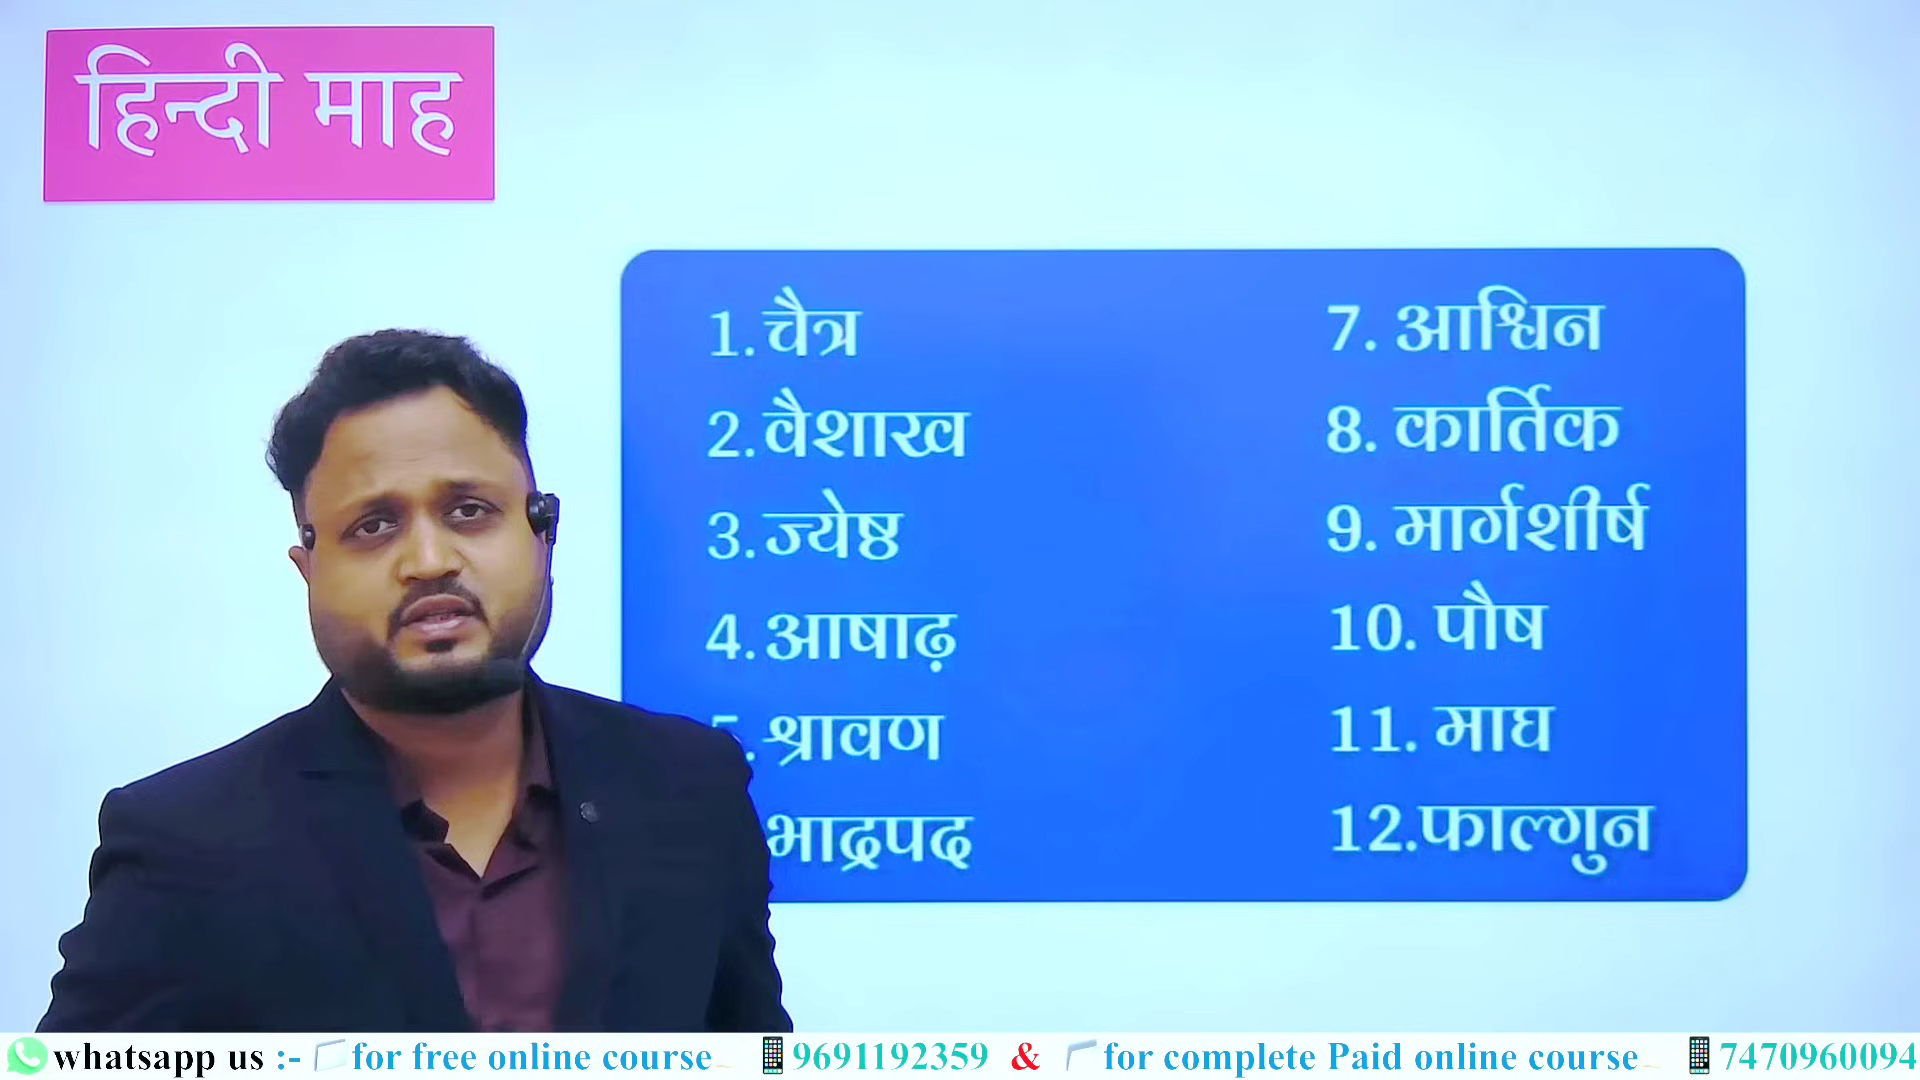 हिन्दी माह
1. चैत्र
2. वैशाख
3. ज्येष्ठ
4. आषाढ़
5. श्रावण
भाद्रपद
7. आश्विन
8. कार्तिक
9. मार्गशीर्ष
10. पौष
11. माघ
12.फाल्गुन
whatsapp us :- for free online course 9691192359 & for complete Paid online course 7470960094